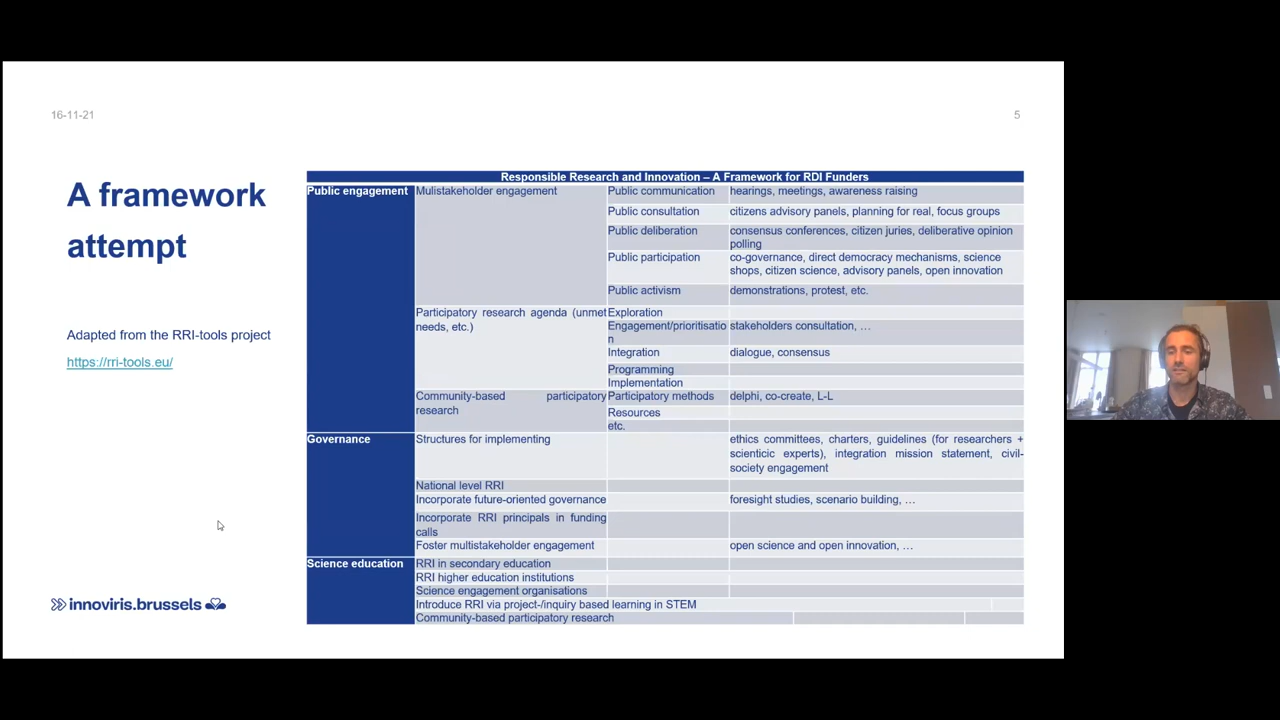 16-11-21
5
A framework
attempt
Adapted from the RRI-tools project
https://rri-tools.eu/
innoviris.brussels
Responsible Research and Innovation – A Framework for RDI Funders
Public engagement Mulistakeholder engagement Public communication hearings, meetings, awareness raising
Public consultation citizens advisory panels, planning for real, focus groups
Public deliberation consensus conferences, citizen juries, deliberative opinion
polling
Public participation co-governance, direct democracy mechanisms, science
shops, citizen science, advisory panels, open innovation
Public activism demonstrations, protest, etc.
Participatory research agenda (unmet Exploration
needs, etc.)
Engagement/prioritisatio stakeholders consultation, …
n
Integration dialogue, consensus
Programming
Implementation
Community-based participatory Participatory methods delphi, co-create, L-L
research
Resources
etc.
Governance Structures for implementing ethics committees, charters, guidelines (for researchers +
scienticic experts), integration mission statement, civil-
society engagement
National level RRI
Incorporate future-oriented governance foresight studies, scenario building, …
Incorporate RRI principals in funding
calls
Foster multistakeholder engagement open science and open innovation, …
Science education RRI in secondary education
RRI higher education institutions
Science engagement organisations
Introduce RRI via project-/inquiry based learning in STEM
Community-based participatory research